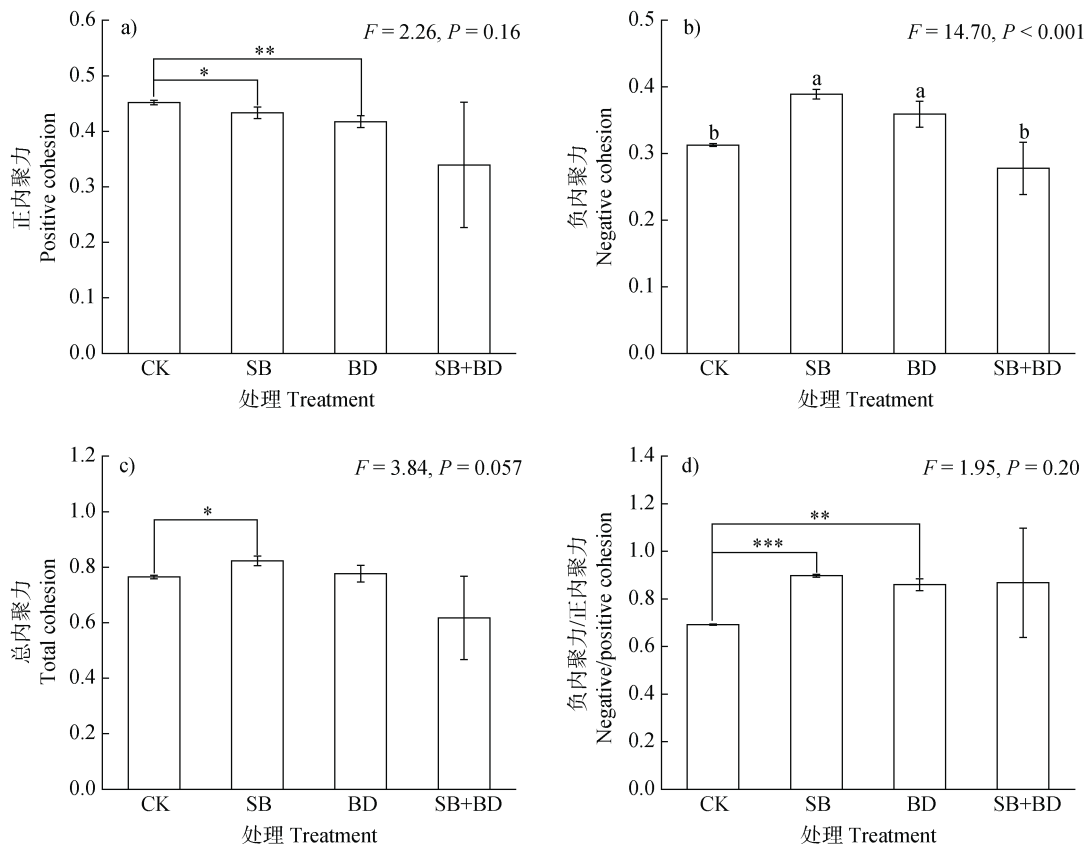 a)
F = 2.26, P = 0.16
0.6
0.5
0.4
0.3
0.2
0.1
0.0
正内聚力
Positive cohesion
*
**
CK SB BD SB+BD
处理 Treatment
b)
F = 14.70, P < 0.001
0.5
0.4
0.3
0.2
0.1
0.0
负内聚力
Negative cohesion
b a a b
CK SB BD SB+BD
处理 Treatment
c)
F = 3.84, P = 0.057
1.2
1.0
0.8
0.6
0.4
0.2
0.0
总内聚力
Total cohesion
*
CK SB BD SB+BD
处理 Treatment
d)
F = 1.95, P = 0.20
1.4
1.2
1.0
0.8
0.6
0.4
0.2
0.0
负内聚力/正内聚力
Negative/positive cohesion
**
***
CK SB BD SB+BD
处理 Treatment